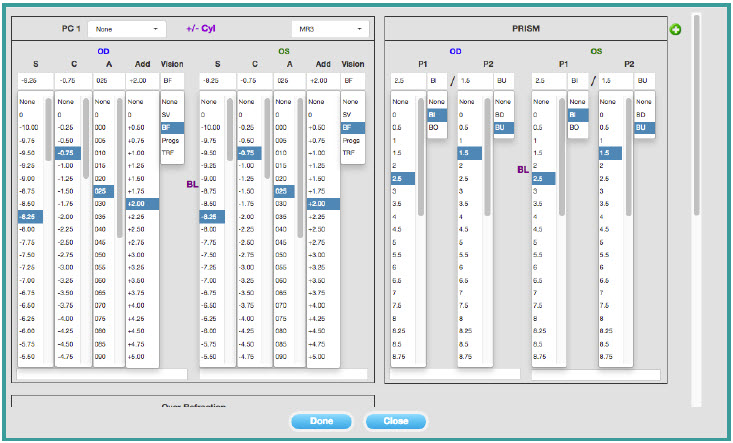 PC 1 None +/- Cyl MR3 PRISM
OD OS OD OS
S C A Add Vision S C A Add Vision P1 P2 P1 P2
-8.25 -0.75 025 +2.00 BF -8.25 -0.75 025 +2.00 BF 2.5 BI / 1.5 BU 2.5 BI / 1.5 BU
None None None None None None None None None None None None None None None None None None
0 0 0 SV 0 0 0 SV 0 BI 0 BD 0 BI 0 BD
-10.00 -0.25 000 +0.50 BF -10.00 -0.25 000 +0.50 BF 0.5 BO 0.5 BU 0.5 BO 0.5 BU
-9.75 -0.50 005 +0.75 Progs -9.75 -0.50 005 +0.75 Progs 1 1 1 1
-9.50 -0.75 010 +1.00 TRF -9.50 -0.75 010 +1.00 TRF 1.5 1.5 1.5 1.5
-9.25 -1.00 015 +1.25 -9.25 -1.00 015 +1.25 2 2 2 2
-9.00 -1.25 020 +1.50 BL -9.00 -1.25 020 +1.50 2.5 2.5 BL 2.5 2.5
-8.75 -1.50 025 +1.75 -8.75 -1.50 025 +1.75 3 3 3 3
-8.50 -1.75 030 +2.00 -8.50 -1.75 030 +2.00 3.5 3.5 3.5 3.5
-8.25 -2.00 035 +2.25 -8.25 -2.00 035 +2.25 4 4 4 4
-8.00 -2.25 040 +2.50 -8.00 -2.25 040 +2.50 4.5 4.5 4.5 4.5
-7.75 -2.50 045 +2.75 -7.75 -2.50 045 +2.75 5 5 5 5
-7.50 -2.75 050 +3.00 -7.50 -2.75 050 +3.00 5.5 5.5 5.5 5.5
-7.25 -3.00 055 +3.25 -7.25 -3.00 055 +3.25 6 6 6 6
-7.00 -3.25 060 +3.50 -7.00 -3.25 060 +3.50 6.5 6.5 6.5 6.5
-6.75 -3.50 065 +3.75 -6.75 -3.50 065 +3.75 7 7 7 7
-6.50 -3.75 070 +4.00 -6.50 -3.75 070 +4.00 7.5 7.5 7.5 7.5
-6.25 -4.00 075 +4.25 -6.25 -4.00 075 +4.25 8 8 8 8
-6.00 -4.25 080 +4.50 -6.00 -4.25 080 +4.50 8.25 8.25 8.25 8.25
-5.75 -4.50 085 +4.75 -5.75 -4.50 085 +4.75 8.5 8.5 8.5 8.5
-5.50 -4.75 090 +5.00 -5.50 -4.75 090 +5.00 8.75 8.75 8.75 8.75
Over Refraction
Done Close